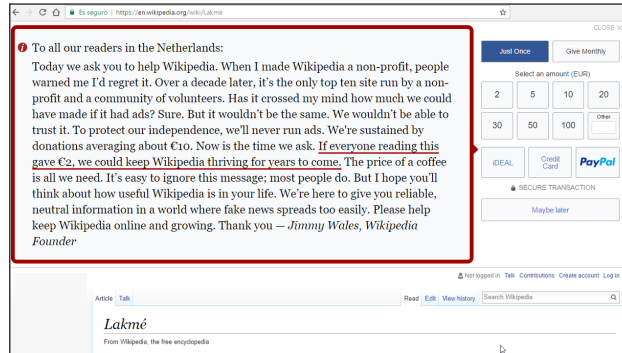 Es seguro | https://en.wikipedia.org/wiki/Lakmé
CLOSE ×
To all our readers in the Netherlands:
Today we ask you to help Wikipedia. When I made Wikipedia a non-profit, people
warned me I'd regret it. Over a decade later, it's the only top ten site run by a non-
profit and a community of volunteers. Has it crossed my mind how much we could
have made if it had ads? Sure. But it wouldn't be the same. We wouldn't be able to
trust it. To protect our independence, we'll never run ads. We're sustained by
donations averaging about €10. Now is the time we ask. If everyone reading this
gave €2, we could keep Wikipedia thriving for years to come. The price of a coffee
is all we need. It's easy to ignore this message; most people do. But I hope you'll
think about how useful Wikipedia is in your life. We're here to give you reliable,
neutral information in a world where fake news spreads too easily. Please help
keep Wikipedia online and growing. Thank you — Jimmy Wales, Wikipedia
Founder
Just Once
Give Monthly
Select an amount (EUR)
2
5
10
20
30
50
100
Other
iDEAL
Credit
Card
PayPal
SECURE TRANSACTION
Maybe later
Not logged in Talk Contributions Create account Log in
Article Talk
Read Edit View history Search Wikipedia
Lakmé
From Wikipedia, the free encyclopedia